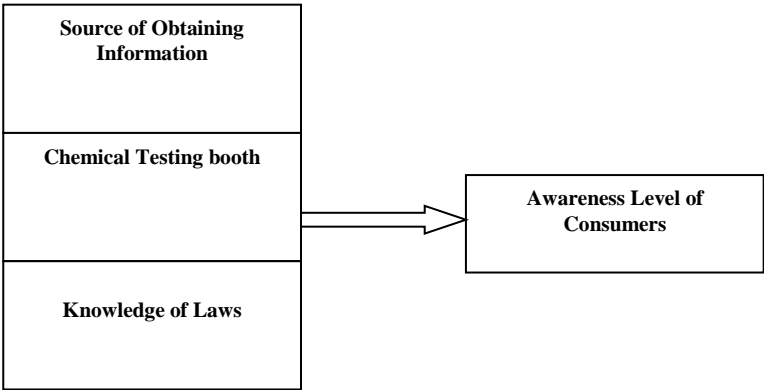 Source of Obtaining
Information
Chemical Testing booth
Awareness Level of
Consumers
Knowledge of Laws